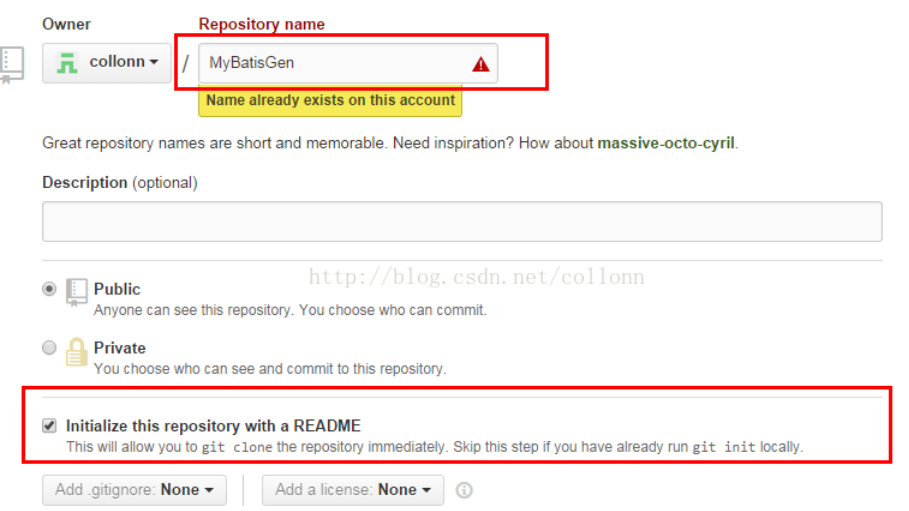 Owner Repository name
collonn / MyBatisGen
Name already exists on this account
Great repository names are short and memorable. Need inspiration? How about massive-octo-cyril.
Description (optional)
http://blog.csdn.net/collonn
Public
Anyone can see this repository. You choose who can commit.
Private
You choose who can see and commit to this repository.
Initialize this repository with a README
This will allow you to git clone the repository immediately. Skip this step if you have already run git init locally.
Add .gitignore: None Add a license: None